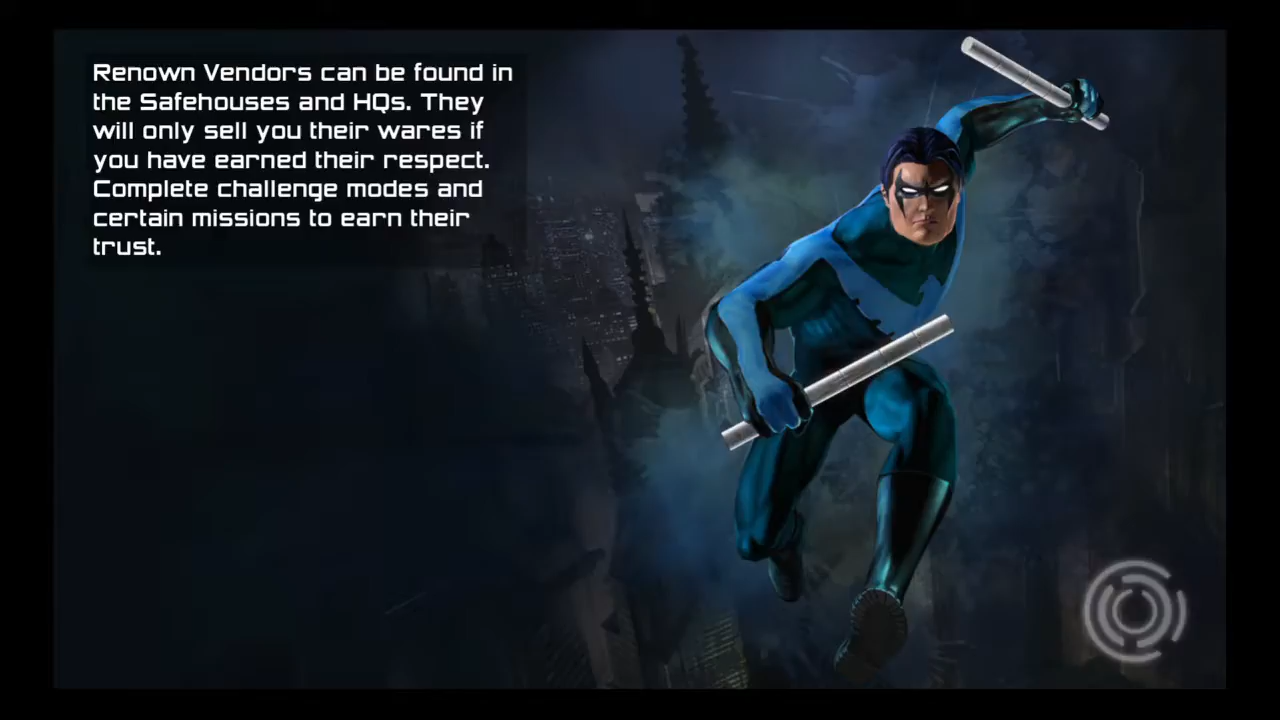 Renown Vendors can be found in
the Safehouses and HQs. They
will only sell you their wares if
you have earned their respect.
Complete challenge modes and
certain missions to earn their
trust.